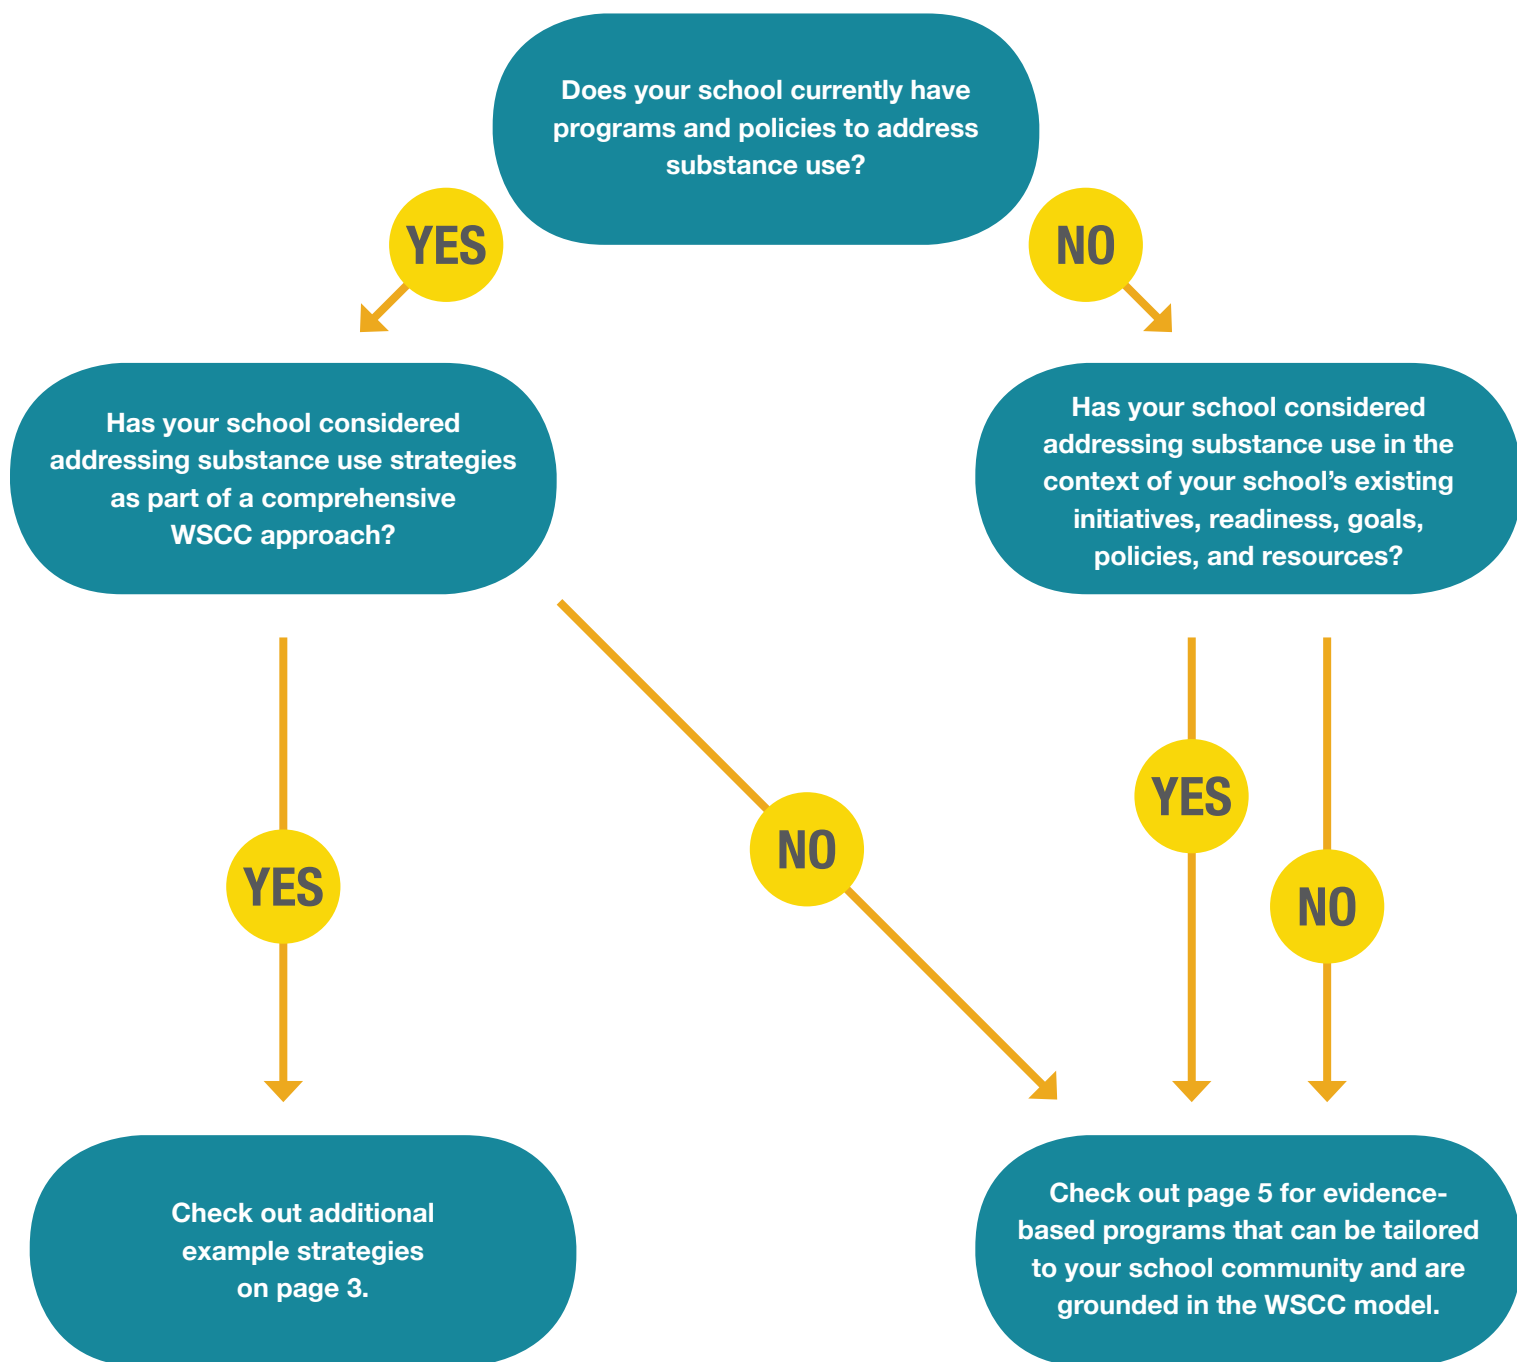 Does your school currently have
programs and policies to address
substance use?
YES
NO
Has your school considered
addressing substance use strategies
as part of a comprehensive
WSCC approach?
Has your school considered
addressing substance use in the
context of your school’s existing
initiatives, readiness, goals,
policies, and resources?
YES
NO
YES
NO
Check out additional
example strategies
on page 3.
Check out page 5 for evidence-
based programs that can be tailored
to your school community and are
grounded in the WSCC model.